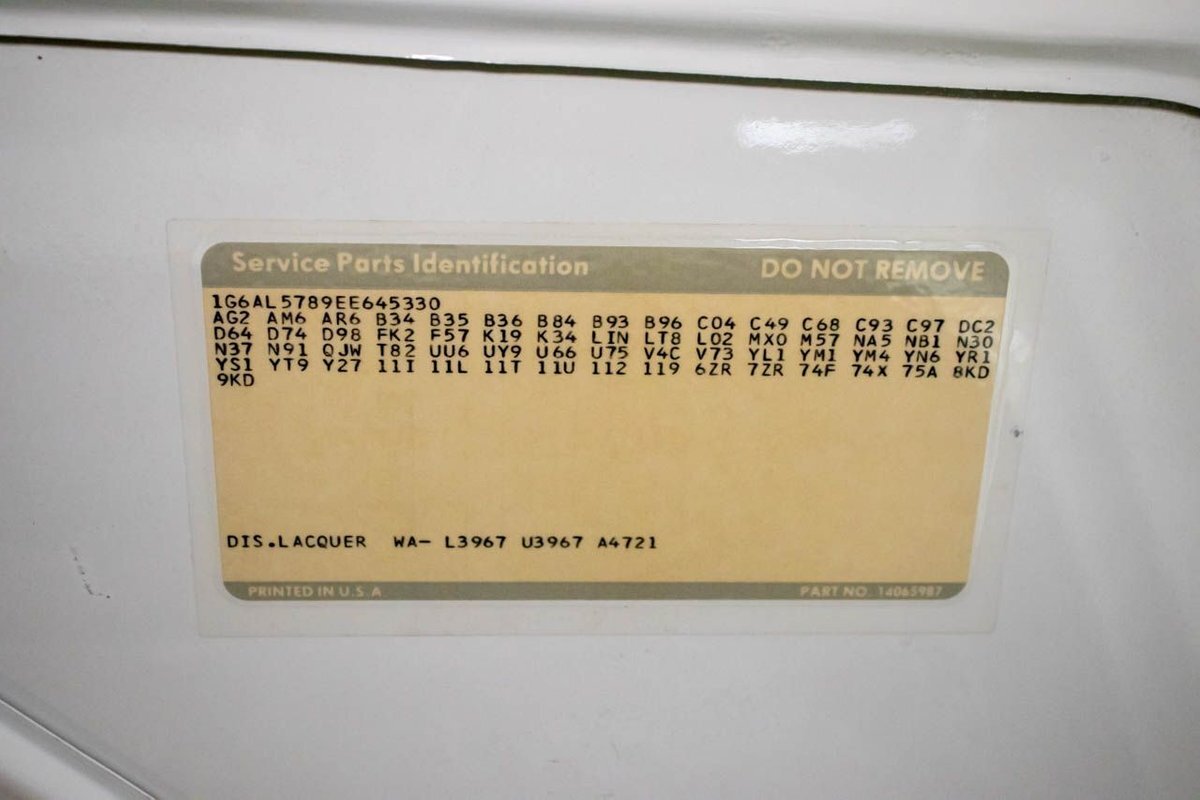 Service Parts Identification DO NOT REMOVE
1G6AL5789EE645330
AG2 AM6 AR6 B34 B35 B36 B84 B93 B96 C04 C49 C68 C93 C97 DC2
D64 D74 D98 FK2 F57 K19 K34 LIN LT8 L02 MX0 M57 NA5 NB1 N30
N37 N91 QJW T82 UU6 UY9 U66 U75 V4C V73 YL1 YM1 YM4 YN6 YR1
YS1 YT9 Y27 11I 11L 11T 11U 112 119 6ZR 7ZR 74F 74X 75A 8KD
9KD
DIS.LACQUER WA- L3967 U3967 A4721
PRINTED IN U.S.A PART NO. 14065987